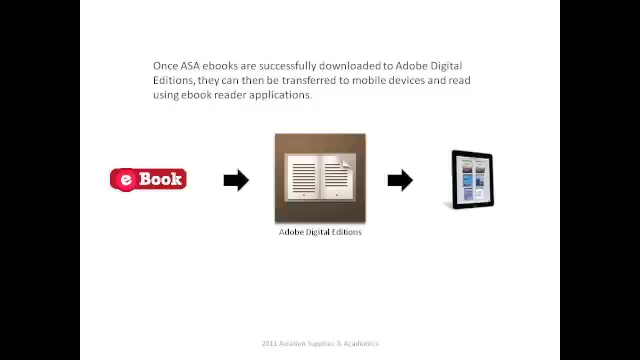 Once ASA ebooks are successfully downloaded to Adobe Digital
Editions, they can then be transferred to mobile devices and read
using ebook reader applications.
e Book
Adobe Digital Editions
2011 Aviation Supplies & Academics